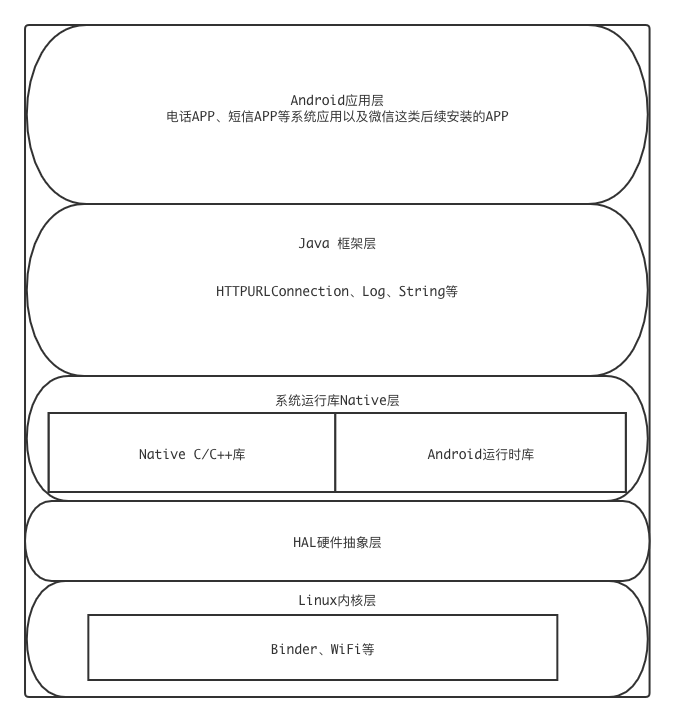 Android应用层
电话APP、短信APP等系统应用以及微信这类后续安装的APP
Java 框架层
HTTPURLConnection、Log、String等
系统运行库Native层
Native C/C++库
Android运行时库
HAL硬件抽象层
Linux内核层
Binder、WiFi等